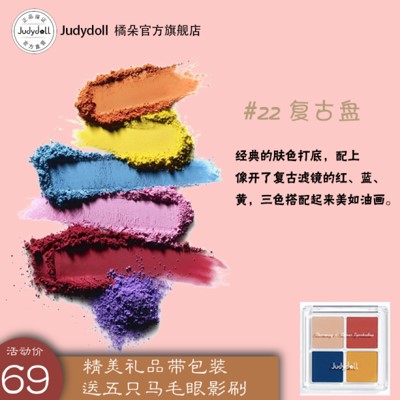 Judydoll
Judydoll 橘朵官方旗舰店
#22 复古盘
经典的肤色打底，配上
像开了复古滤镜的红、蓝、
黄，三色搭配起来美如油画。
活动价
69
精美礼品带包装
送五只马毛眼影刷
Judydoll